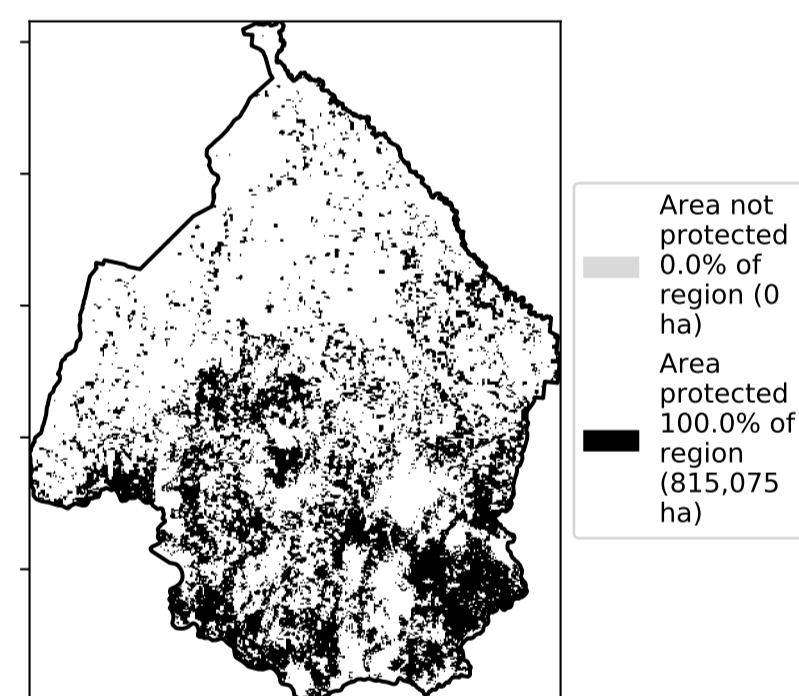 Area not
protected
0.0% of
region (0
ha)
Area
protected
100.0% of
region
(815,075
ha)